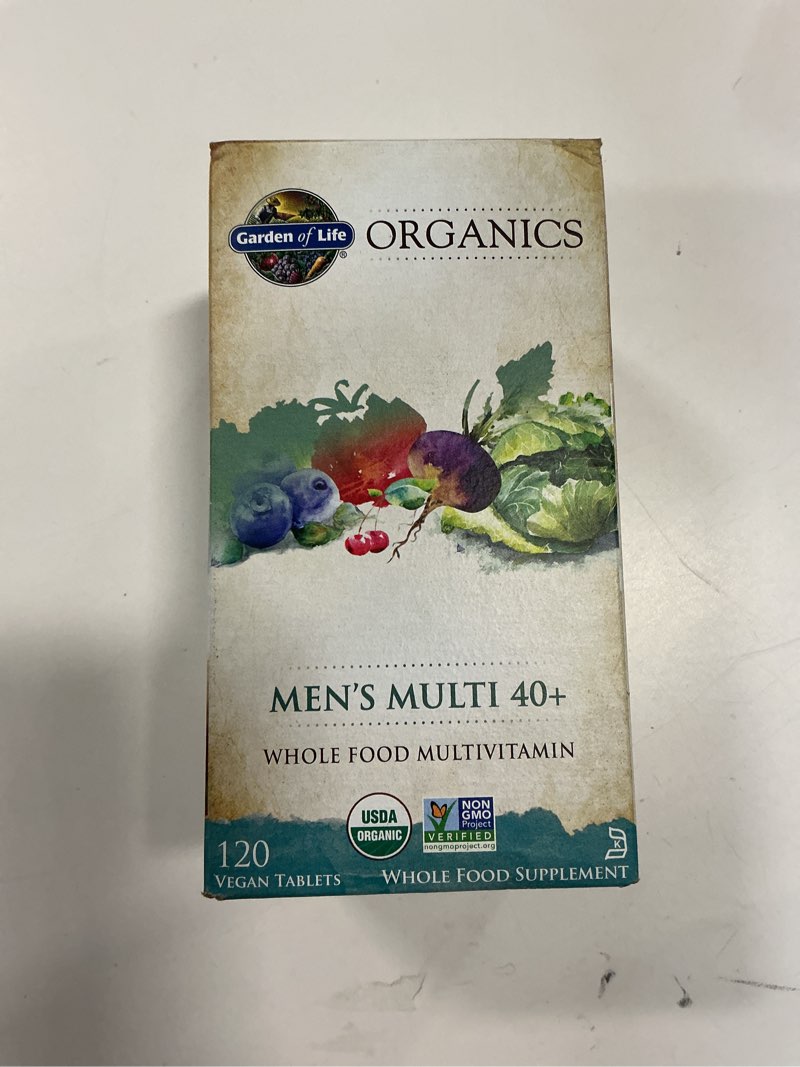 Garden of Life
®
ORGANICS
MEN'S MULTI 40+
WHOLE FOOD MULTIVITAMIN
USDA
ORGANIC
NON
GMO
Project
VERIFIED
nongmoproject.org
K
120
VEGAN TABLETS
WHOLE FOOD SUPPLEMENT